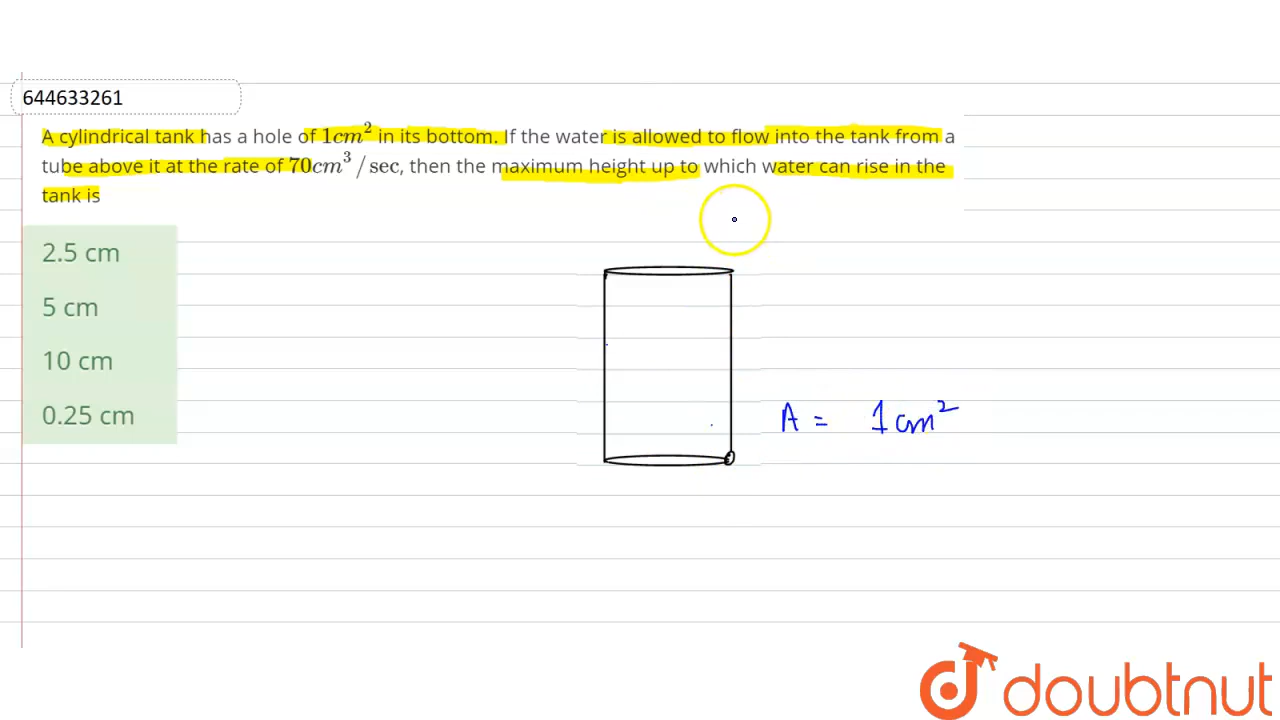 644633261
A cylindrical tank has a hole of 1cm² in its bottom. If the water is allowed to flow into the tank from a
tube above it at the rate of 70cm³ / sec, then the maximum height up to which water can rise in the
tank is
2.5 cm
5 cm
10 cm
0.25 cm
A = 1cm²
doubtnut